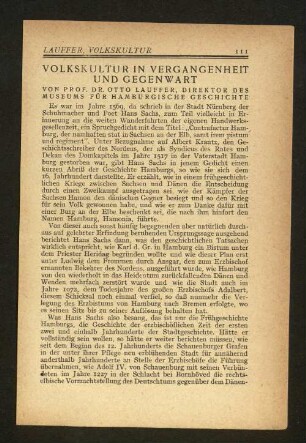 LAUFFER, VOLKSKULTUR 111
VOLKSKULTUR IN VERGANGENHEIT
UND GEGENWART
VON PROF. DR. OTTO LAUFFER, DIREKTOR DES
MUSEUMS FÜR HAMBURGISCHE GESCHICHTE
Es war im Jahre 1569, da schrieb in der Stadt Nürnberg der
Schuhmacher und Poet Hans Sachs, zum Teil vielleicht in Er-
innerung an die weiten Wanderfahrten der eigenen Handwerks-
gesellenzeit, ein Spruchgedicht mit dem Titel: „Contrafactur Ham-
burg, der namhaften stat in Sachsen an der Elb, sampt irem pistum
und regiment". Unter Bezugnahme auf Albert Krantz, den Ge-
schichtsschreiber des Nordens, der als Syndicus des Rates und
Dekan des Domkapitels im Jahre 1517 in der Vaterstadt Hamburg
gestorben war, gibt Hans Sachs in jenem Gedicht einen
kurzen Abriß der Geschichte Hamburgs, so wie sie sich dem
16. Jahrhundert darstellte. Er erzählt, wie in einem frühgeschicht-
lichen Kriege zwischen Sachsen und Dänen die Entscheidung
durch einen Zweikampf ausgetragen sei, wie der Kämpfer der
Sachsen Hamon den dänischen Gegner besiegt und so den Krieg
für sein Volk gewonnen habe, und wie er zum Danke dafür mit
einer Burg an der Elbe beschenkt sei, die nach ihm hinfort den
Namen Hamburg, Hamonia, führte.
Von dieser auch sonst häufig begegnenden aber natürlich durch-
aus auf gelehrter Erfindung beruhenden Ursprungssage ausgehend
berichtet Hans Sachs dann, was den geschichtlichen Tatsachen
wirklich entspricht, wie Karl d. Gr. in Hamburg ein Bistum unter
dem Priester Heridag begründen wollte und wie dieser Plan erst
unter Ludwig dem Frommen durch Ansgar, den zum Erzbischof
ernannten Bekehrer des Nordens, ausgeführt wurde, wie Hamburg
von den wiederholt in das Heidentum zurückfallenden Dänen und
Wenden mehrfach zerstört wurde und wie die Stadt auch im
Jahre 1072, dem Todesjahre des großen Erzbischofs Adalbert,
diesem Schicksal noch einmal verfiel, so daß nunmehr die Ver-
legung des Erzbistums von Hamburg nach Bremen erfolgte, wo
es seinen Sitz bis zu seiner Auflösung behalten hat.
Was Hans Sachs also besang, das ist nur die Frühgeschichte
Hamburgs, die Geschichte der erzbischöflichen Zeit der ersten
zwei und einhalb Jahrhunderte der Stadtgeschichte. Hätte er
vollständig sein wollen, so hätte er weiter berichten müssen, wie
seit dem Beginn des 12. Jahrhunderts die Schauenburger Grafen
in der unter ihrer Pflege neu erblühenden Stadt für annähernd
anderthalb Jahrhunderte an Stelle der Erzbischöfe die Führung
übernahmen, wie Adolf IV. von Schauenburg mit seinen Verbün-
deten im Jahre 1227 in der Schlacht bei Bornhöved die rechts-
elbische Vormachtstellung des Deutschtums gegenüber dem Dänen-